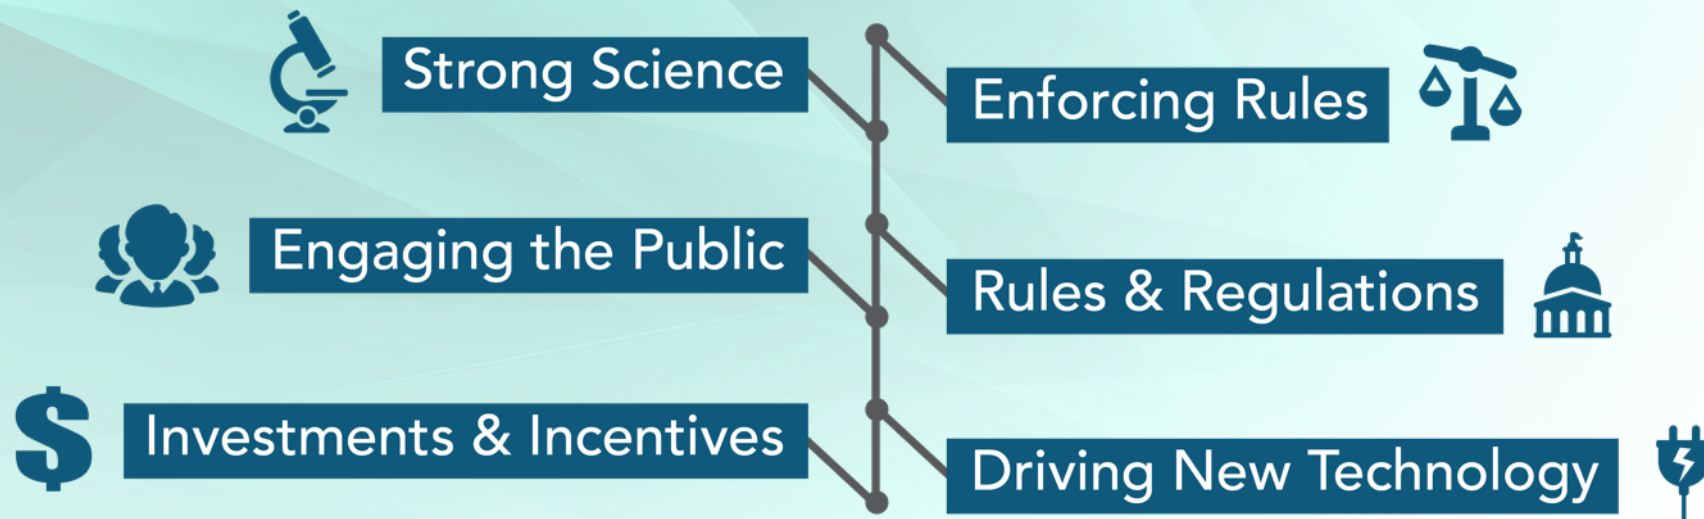 Strong Science
Enforcing Rules
Engaging the Public
Rules & Regulations
Investments & Incentives
Driving New Technology